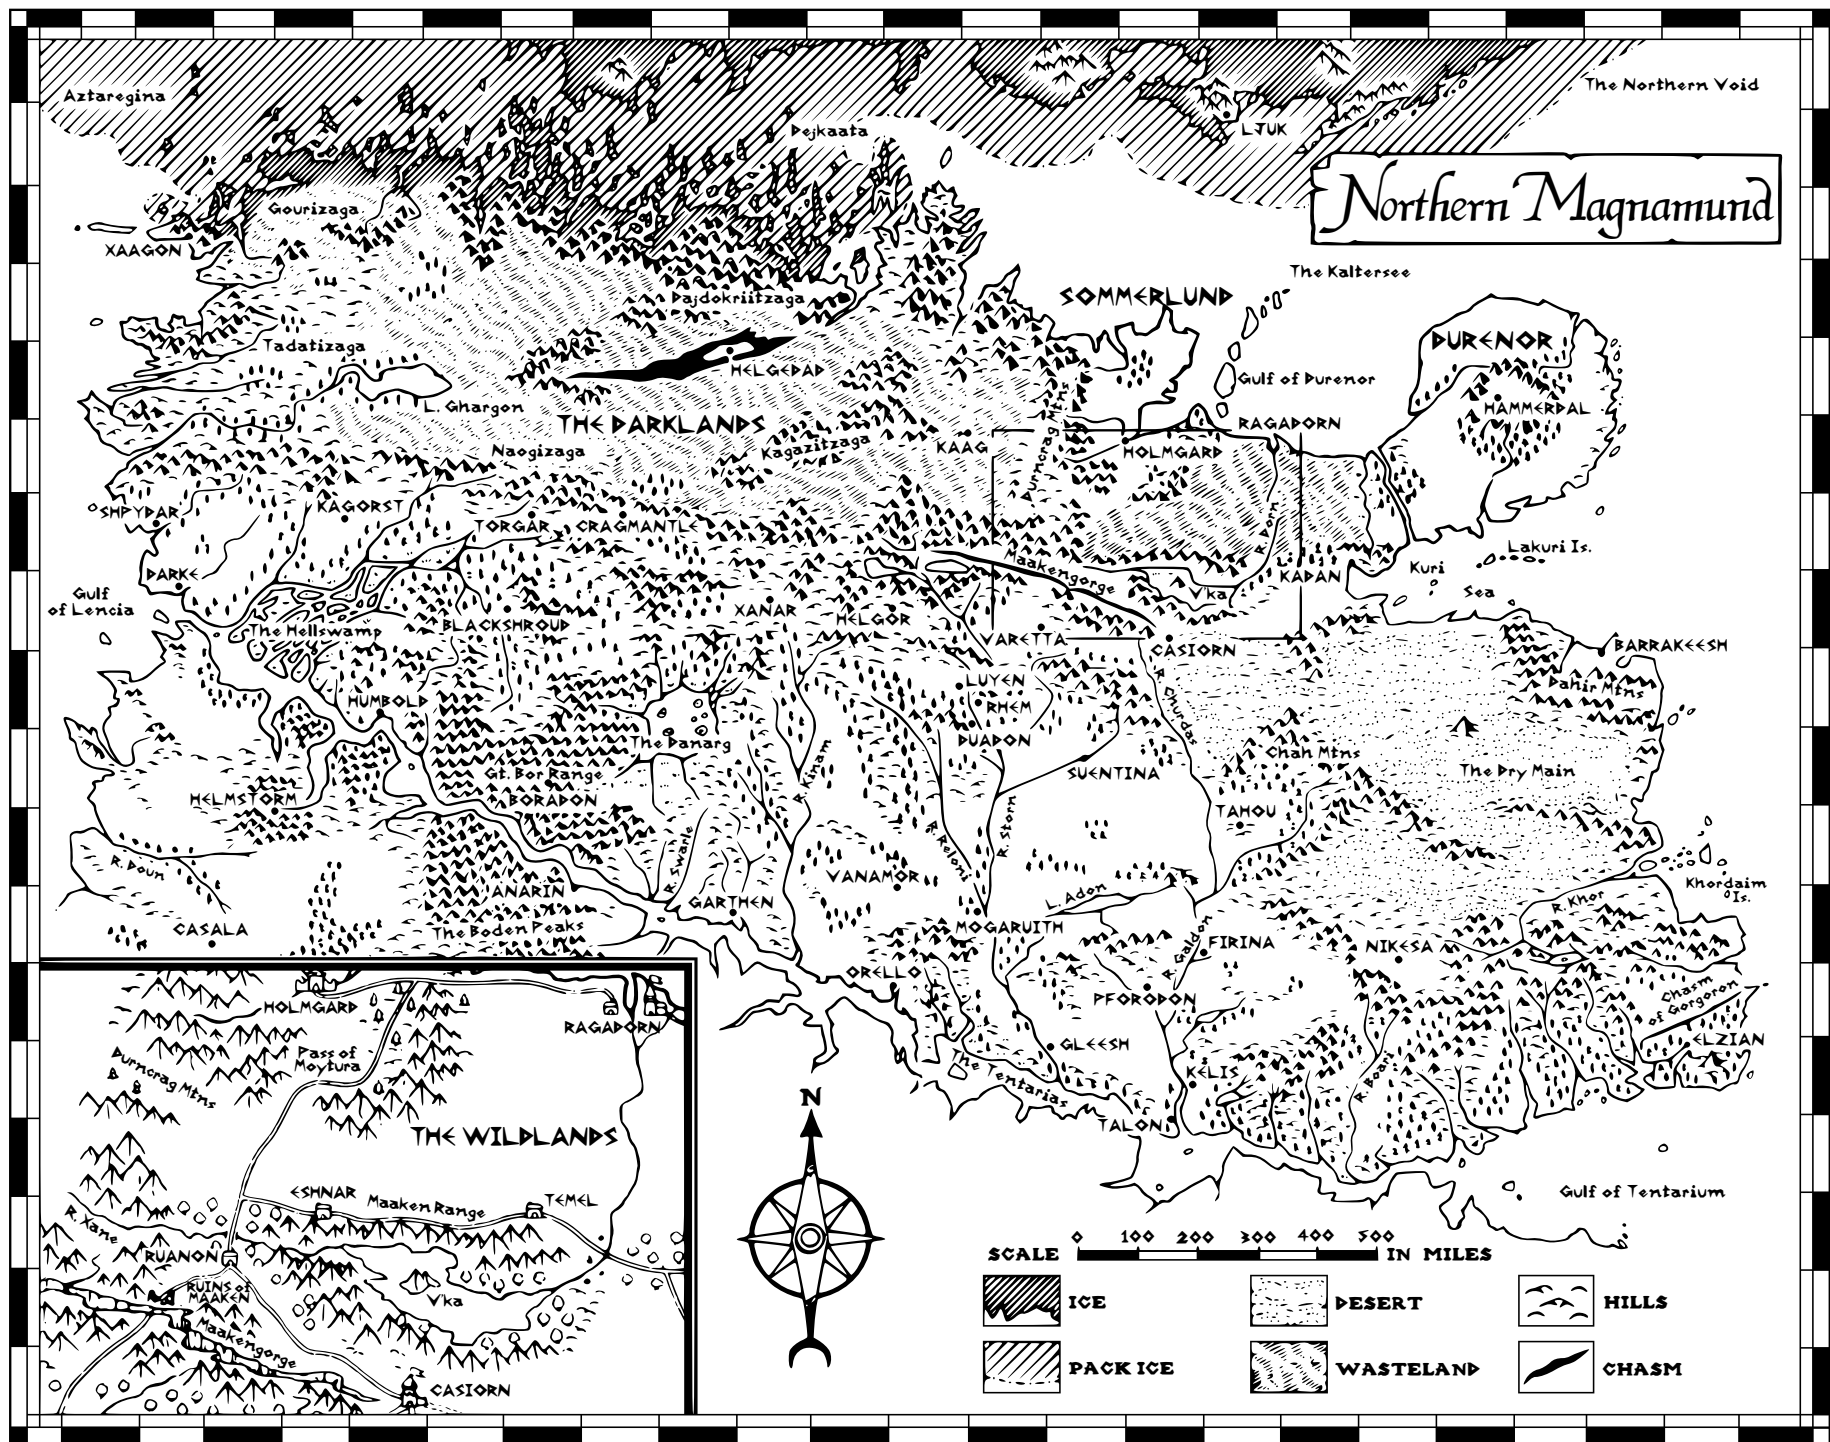 Aztaregina
The Northern Void
Dejkaata
LJUK
Northern Magnamund
Gourizaga
XAAGON
The Kaltersee
Dajdokriitzaga
SOMMERLUND
Tadatizaga
DURENOR
HELGEDAD
Gulf of Durenor
L. Ghargon
HAMMERDAL
THE DARKLANDS
RAGADORN
Naogizaga
Kagazitzaga
KAAG
Durncrag Mtns
HOLMGARD
SHPYDAR
KAGORST
TORGAR
CRAGMANTLE
R. Dorn
Lakuri Is.
DARKE
Maakengorge
KADAN
Kuri
Sea
Gulf
of Lencia
V'ka
XANAR
HELGOR
BLACKSHROUD
The Hellswamp
VARETTA
CASIORN
BARRAKEESH
LUYEN
RHEM
R. Churdas
Dahir Mtns
HUMBOLD
DUADON
The Danarg
Chah Mtns
SUENTINA
The Dry Main
Gt. Bor Range
BORADON
HELMSTORM
R. Kinam
R. Storn
TAHOU
R. Reloni
R. Swarle
R. Doun
VANAMOR
ANARIN
GARTHEN
L. Adon
Khordaim
Is.
R. Khor
CASALA
The Boden Peaks
MOGARUITH
FIRINA
NIKESA
R. Galdon
ORELLO
PFORODON
Chasm
of Gorgoron
ELZIAN
GLEESH
The Tentarias
KELIS
R. Boari
TALON
Gulf of Tentarium
HOLMGARD
RAGADORN
Pass of
Moytura
Durncrag Mtns
THE WILDLANDS
ESHNAR
Maaken Range
TEMEL
R. Xane
RUANON
RUINS of
MAAKEN
V'ka
Maakengorge
CASIORN
N
0 100 200 300 400 500
SCALE IN MILES
ICE
DESERT
HILLS
PACK ICE
WASTELAND
CHASM